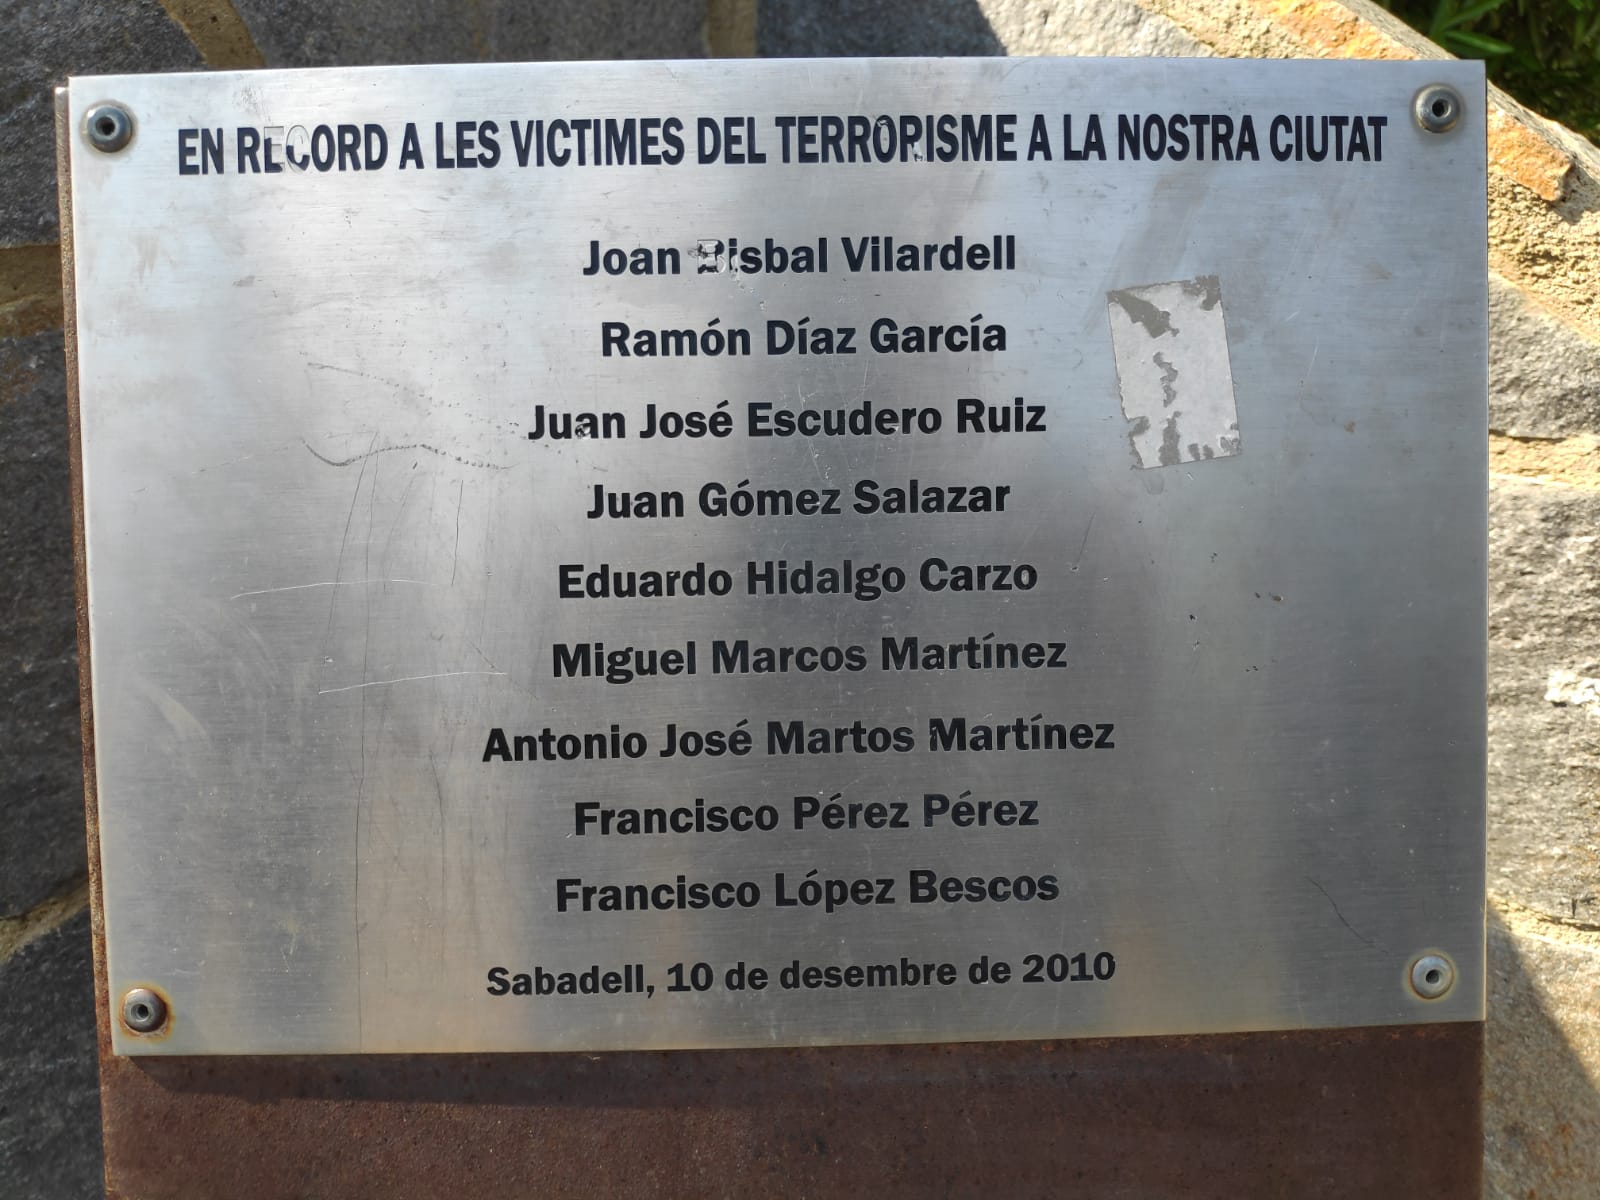 EN RECORD A LES VICTIMES DEL TERRORISME A LA NOSTRA CIUTAT
Joan Bisbal Vilardell
Ramón Díaz García
Juan José Escudero Ruiz
Juan Gómez Salazar
Eduardo Hidalgo Carzo
Miguel Marcos Martínez
Antonio José Martos Martínez
Francisco Pérez Pérez
Francisco López Bescos
Sabadell, 10 de desembre de 2010